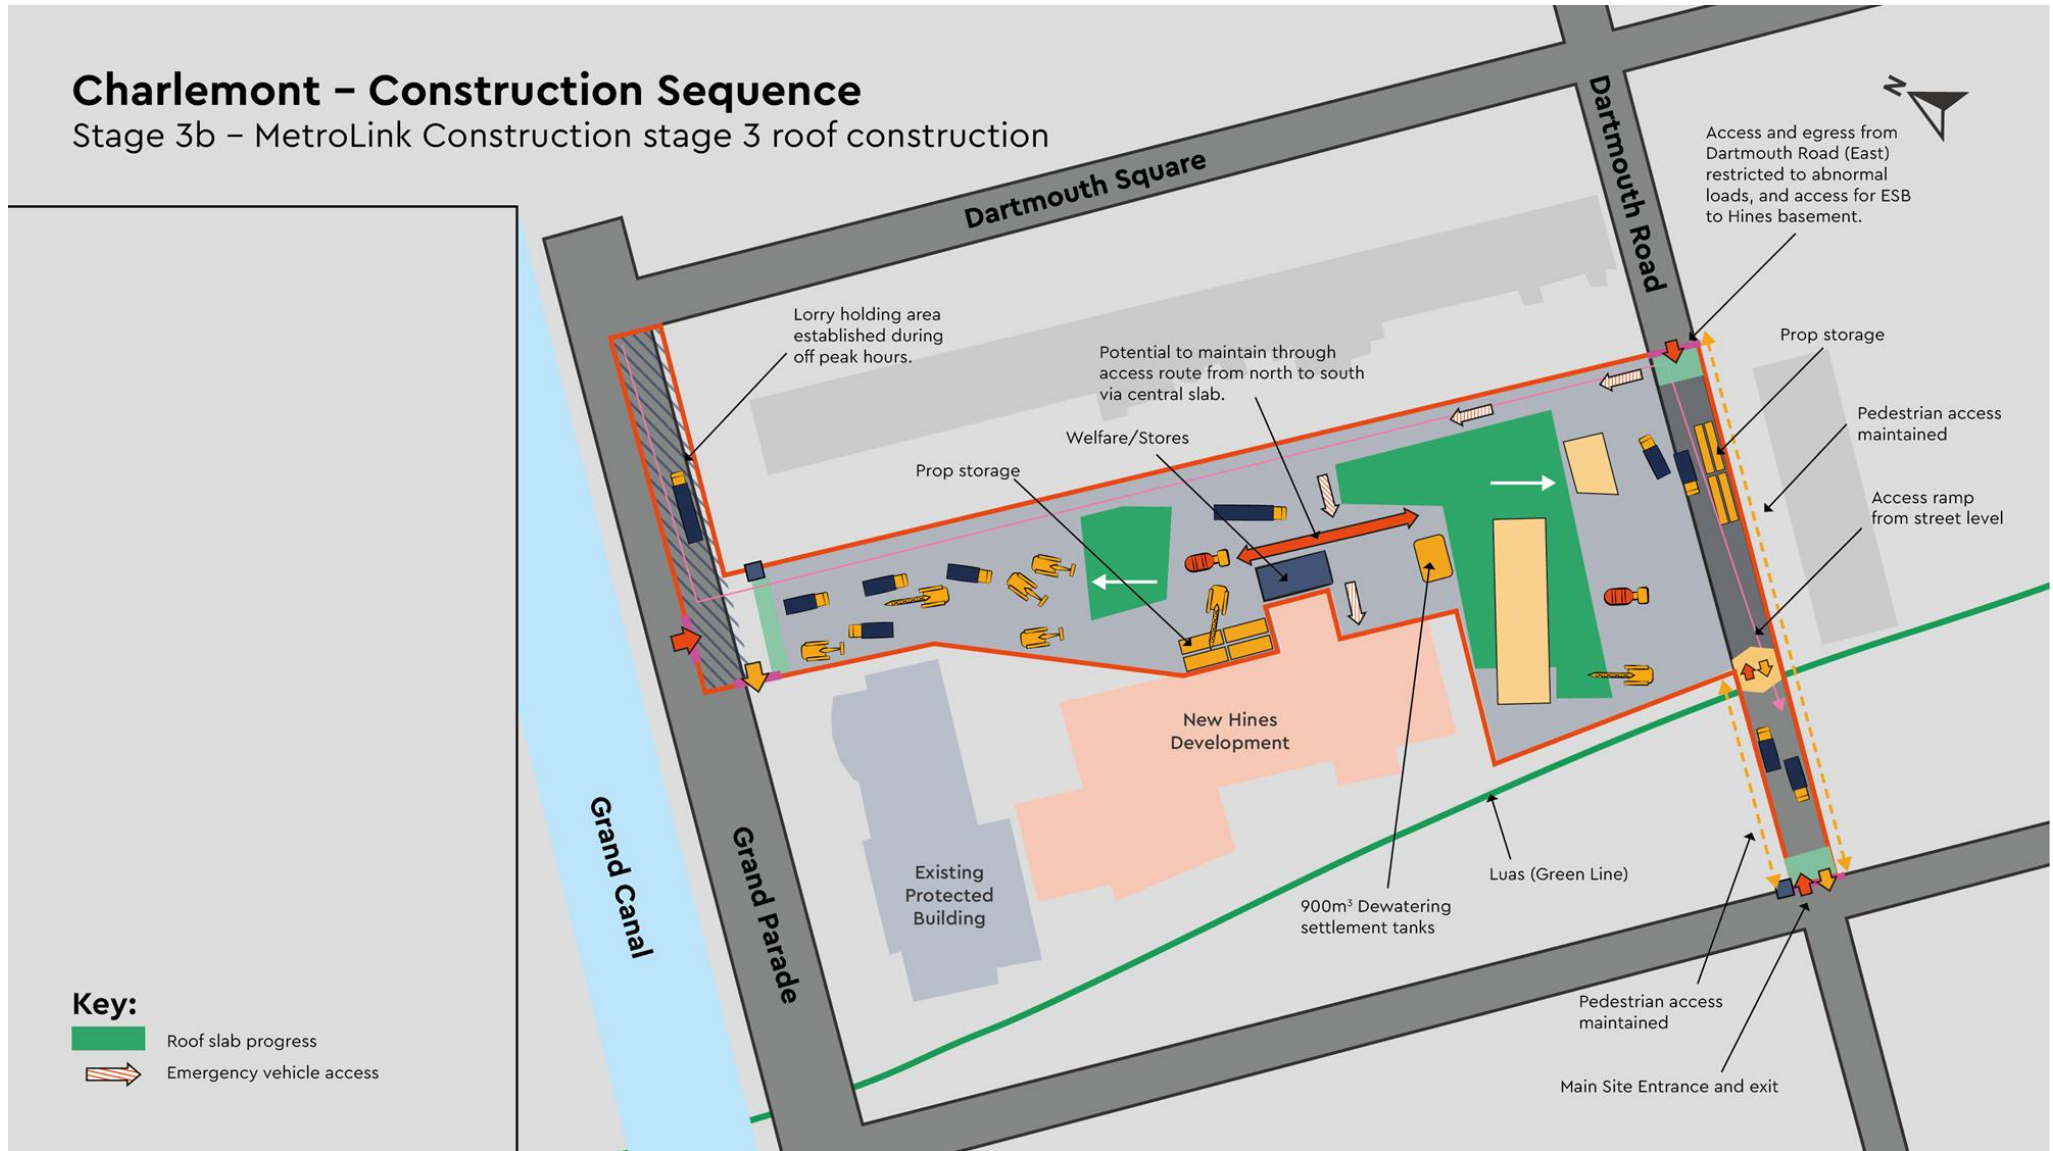 Charlemont – Construction Sequence
Stage 3b – MetroLink Construction stage 3 roof construction
N
Dartmouth Square
Dartmouth Road
Access and egress from
Dartmouth Road (East)
restricted to abnormal
loads, and access for ESB
to Hines basement.
Lorry holding area
established during
off peak hours.
Potential to maintain through
access route from north to south
via central slab.
Prop storage
Pedestrian access
maintained
Welfare/Stores
Prop storage
Access ramp
from street level
New Hines
Development
Grand Canal
Grand Parade
Existing
Protected
Building
Luas (Green Line)
900m³ Dewatering
settlement tanks
Pedestrian access
maintained
Main Site Entrance and exit
Key:
Roof slab progress
Emergency vehicle access